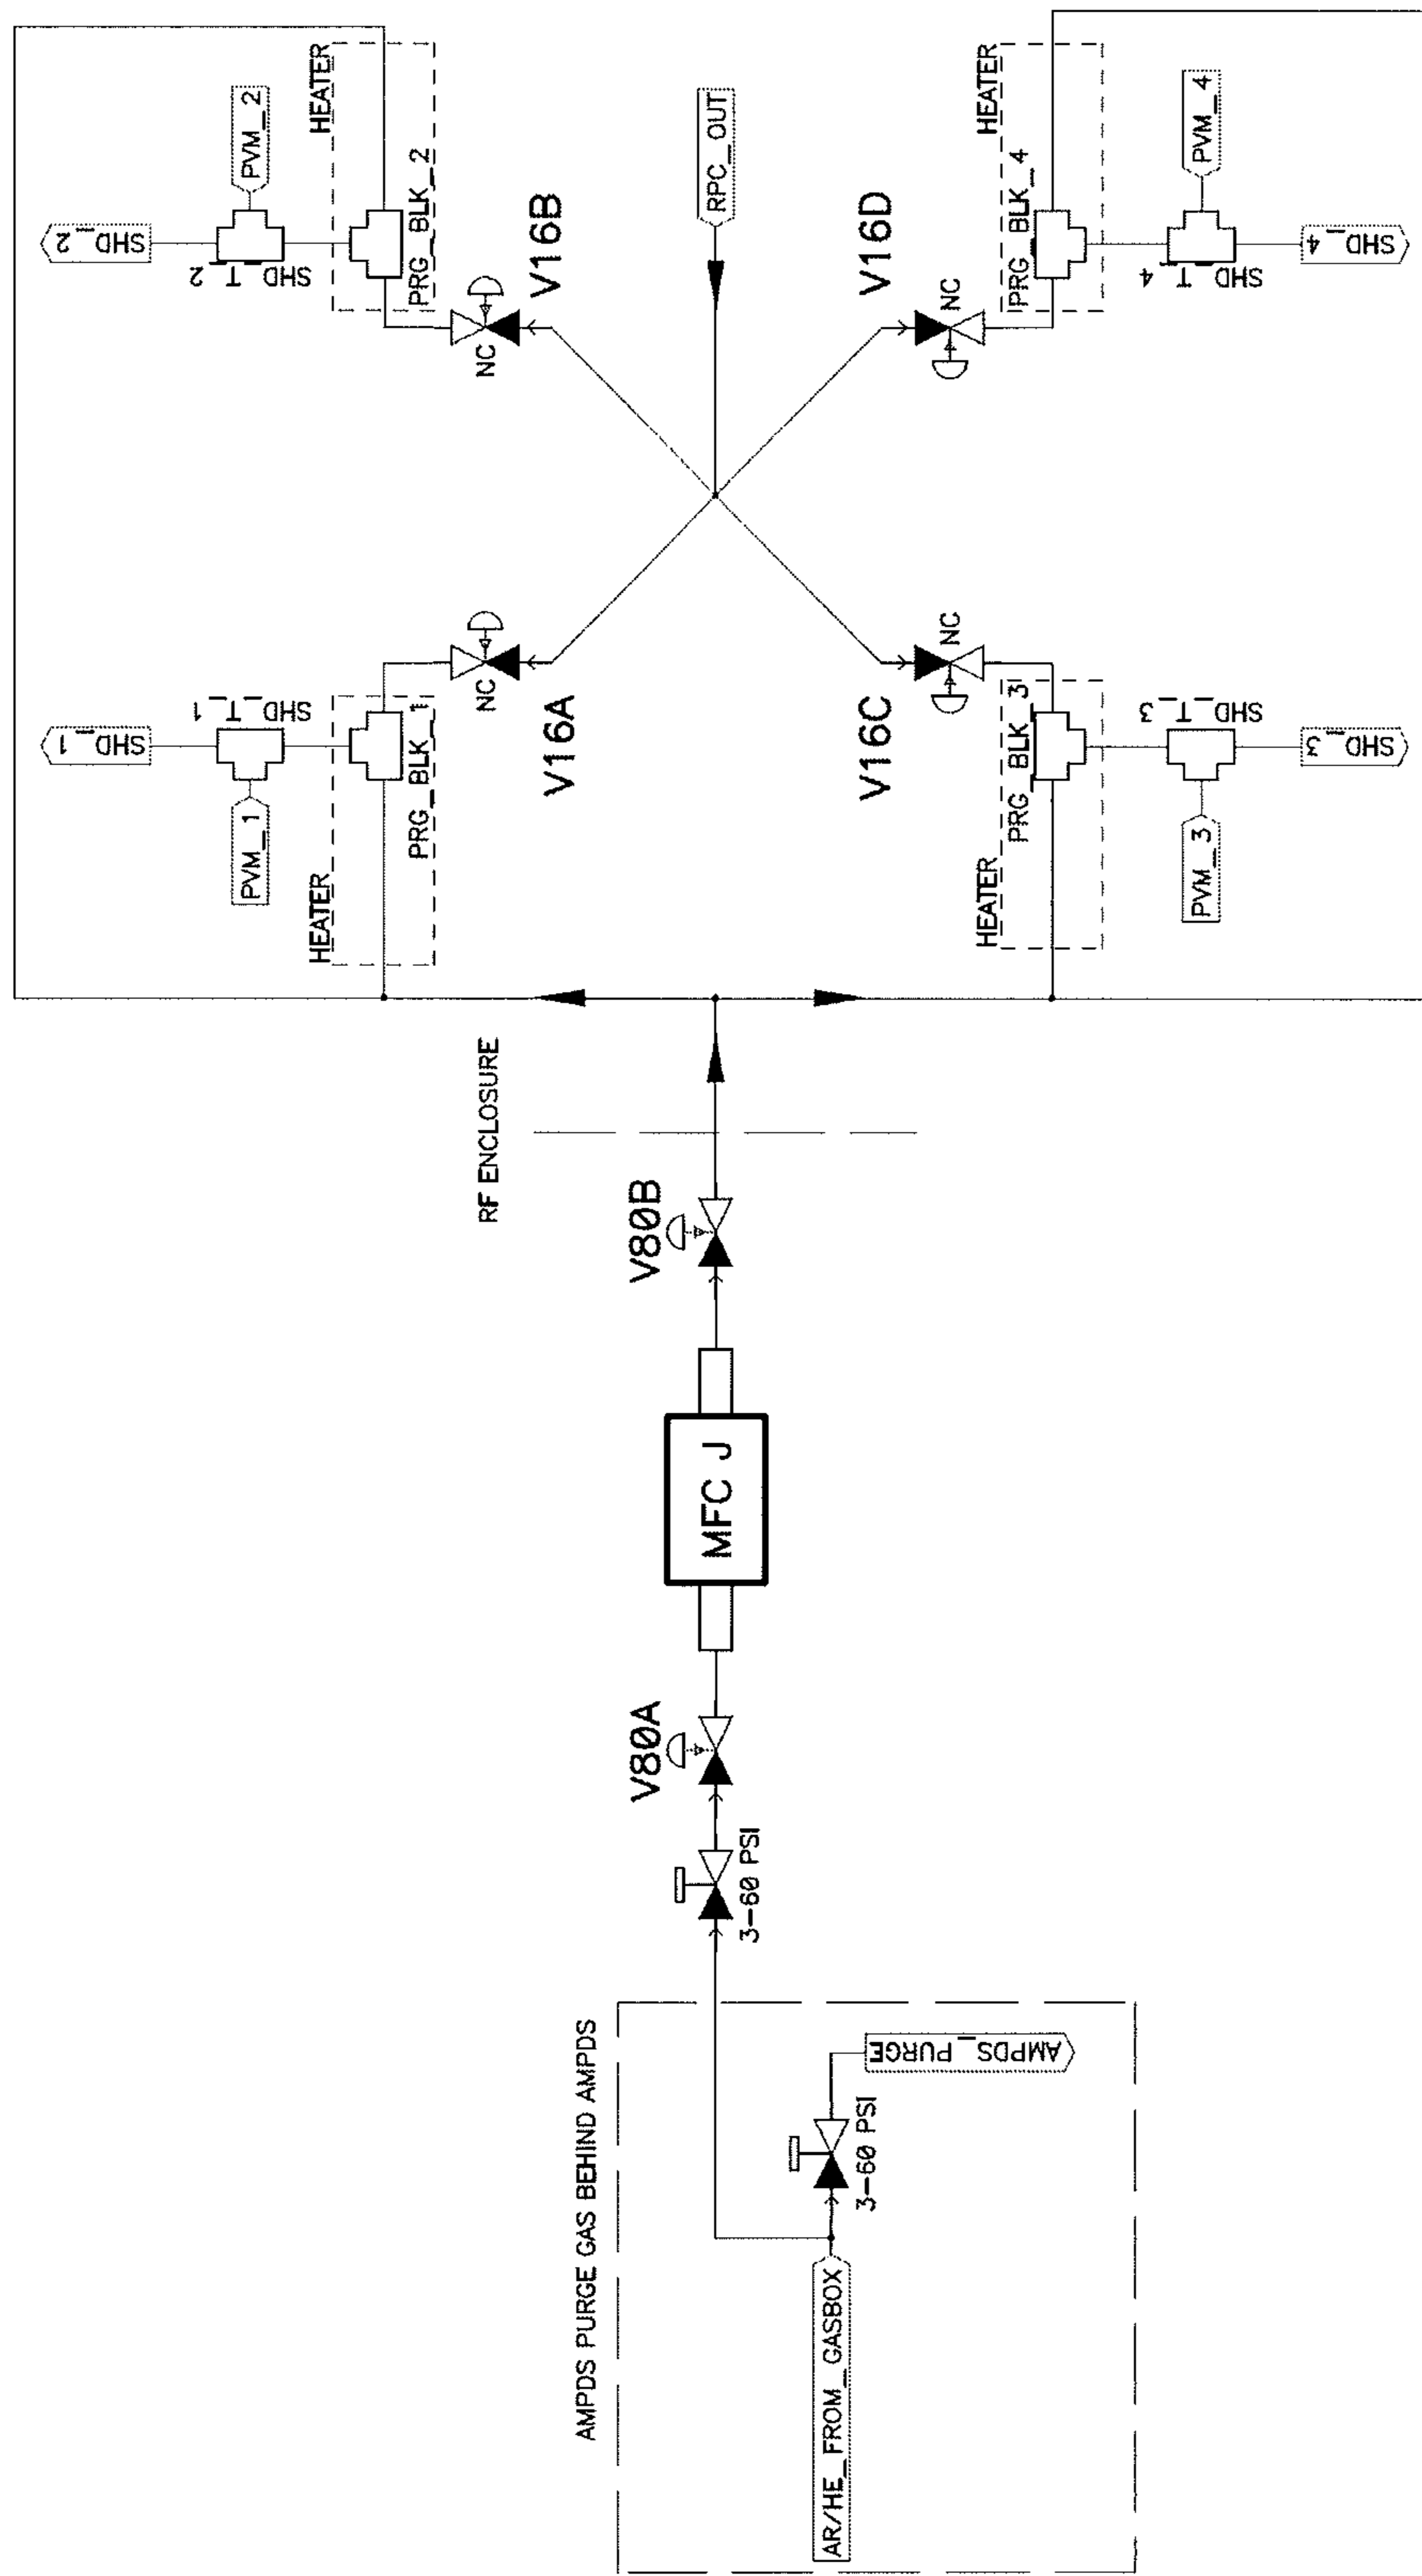 AMPDS PURGE GAS BEHIND AMPDS
AR/HE_FROM_GASBOX
3-60 PSI
AMPDS_PURGE
3-60 PSI
V80A
MFC J
V80B
RF ENCLOSURE
HEATER
PRG_BLK_1
PVM_1
SHD_T_1
SHD_1
NC
V16A
HEATER
PRG_BLK_2
PVM_2
SHD_T_2
SHD_2
NC
V16B
RPC_OUT
HEATER
PRG_BLK_3
PVM_3
SHD_T_3
SHD_3
NC
V16C
HEATER
PRG_BLK_4
PVM_4
SHD_T_4
SHD_4
NC
V16D